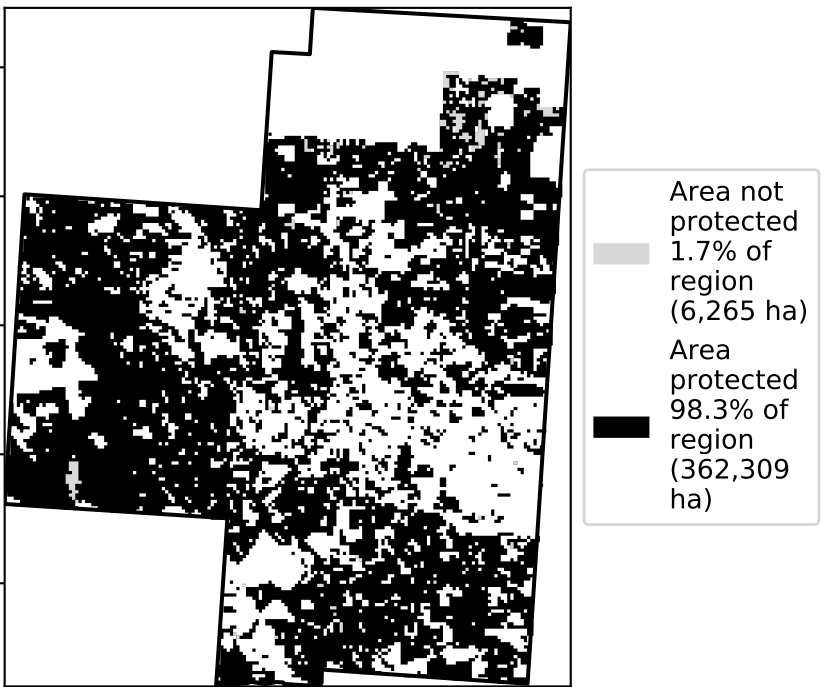 Area not
protected
1.7% of
region
(6,265 ha)
Area
protected
98.3% of
region
(362,309
ha)